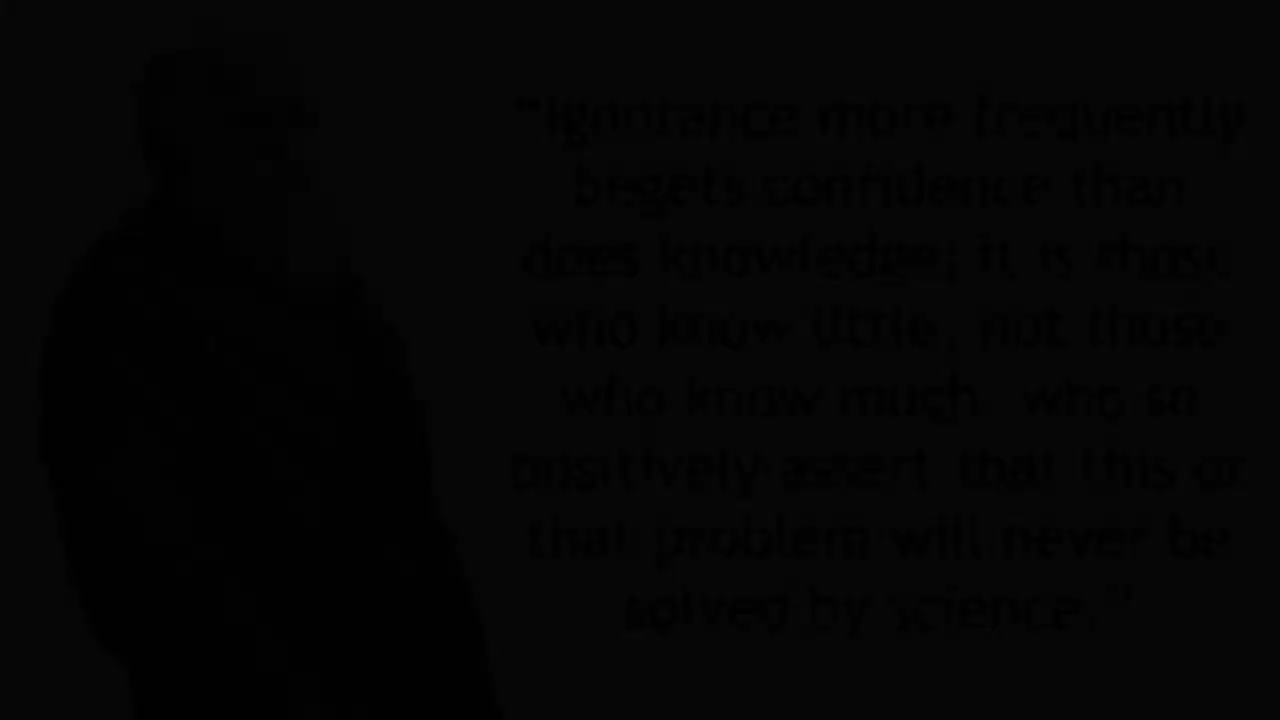 "Ignorance more frequently
begets confidence than
does knowledge; it is those
who know little, not those
who know much, who so
positively assert that this or
that problem will never be
solved by science."